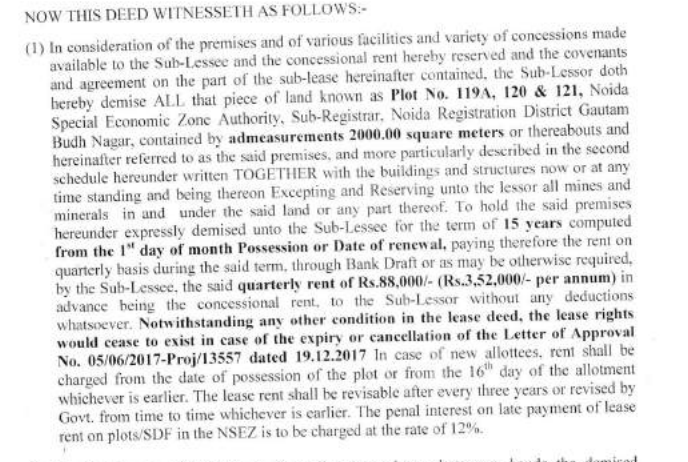 NOW THIS DEED WITNESSETH AS FOLLOWS:-
(1) In consideration of the premises and of various facilities and variety of concessions made
available to the Sub-Lessee and the concessional rent hereby reserved and the covenants
and agreement on the part of the sub-lease hereinafter contained, the Sub-Lessor doth
hereby demise ALL that piece of land known as Plot No. 119A, 120 & 121, Noida
Special Economic Zone Authority, Sub-Registrar, Noida Registration District Gautam
Budh Nagar, contained by admeasurements 2000.00 square meters or thereabouts and
hereinafter referred to as the said premises, and more particularly described in the second
schedule hereunder written TOGETHER with the buildings and structures now or at any
time standing and being thereon Excepting and Reserving unto the lessor all mines and
minerals in and under the said land or any part thereof. To hold the said premises
hereunder expressly demised unto the Sub-Lessee for the term of 15 years computed
from the 1st day of month Possession or Date of renewal, paying therefore the rent on
quarterly basis during the said term, through Bank Draft or as may be otherwise required,
by the Sub-Lessee, the said quarterly rent of Rs.88,000/- (Rs.3,52,000/- per annum) in
advance being the concessional rent, to the Sub-Lessor without any deductions
whatsoever. Notwithstanding any other condition in the lease deed, the lease rights
would cease to exist in case of the expiry or cancellation of the Letter of Approval
No. 05/06/2017-Proj/13557 dated 19.12.2017 In case of new allottees, rent shall be
charged from the date of possession of the plot or from the 16th day of the allotment
whichever is earlier. The lease rent shall be revisable after every three years or revised by
Govt. from time to time whichever is earlier. The penal interest on late payment of lease
rent on plots/SDF in the NSEZ is to be charged at the rate of 12%.